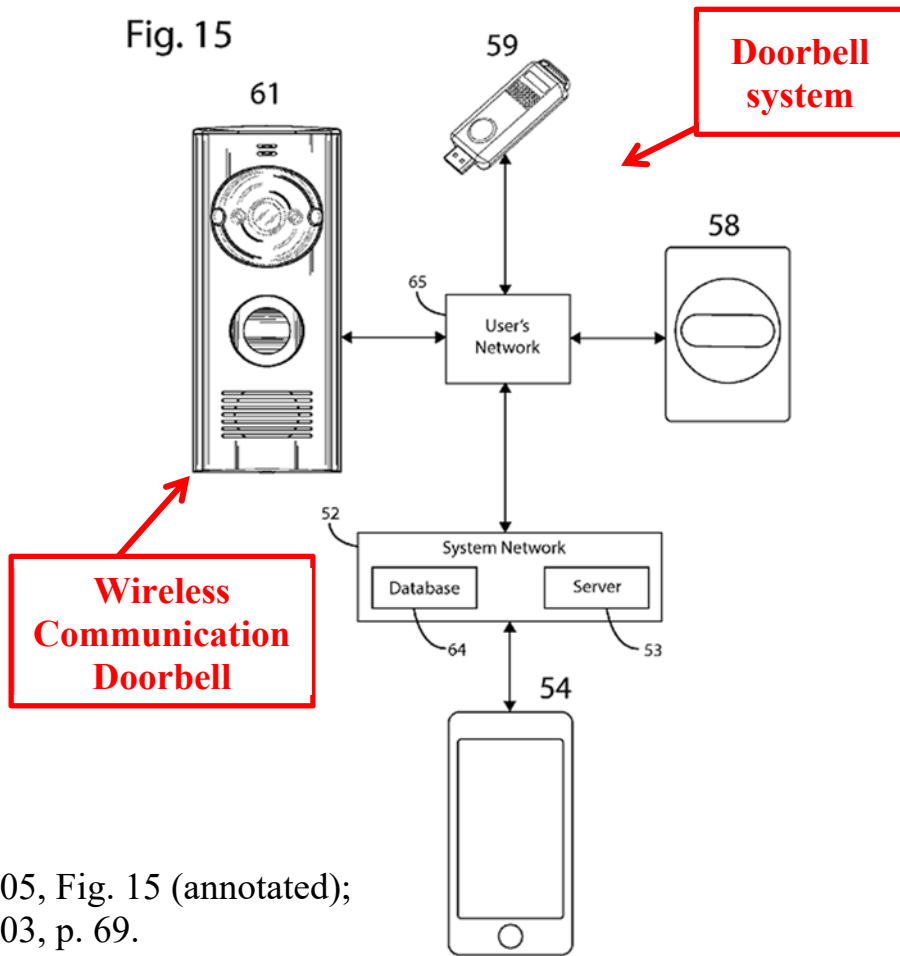 Fig. 15
59
Doorbell
system
61
58
65
User's
Network
52
System Network
Wireless
Communication
Doorbell
Database
Server
64
53
54
05, Fig. 15 (annotated);
03, p. 69.